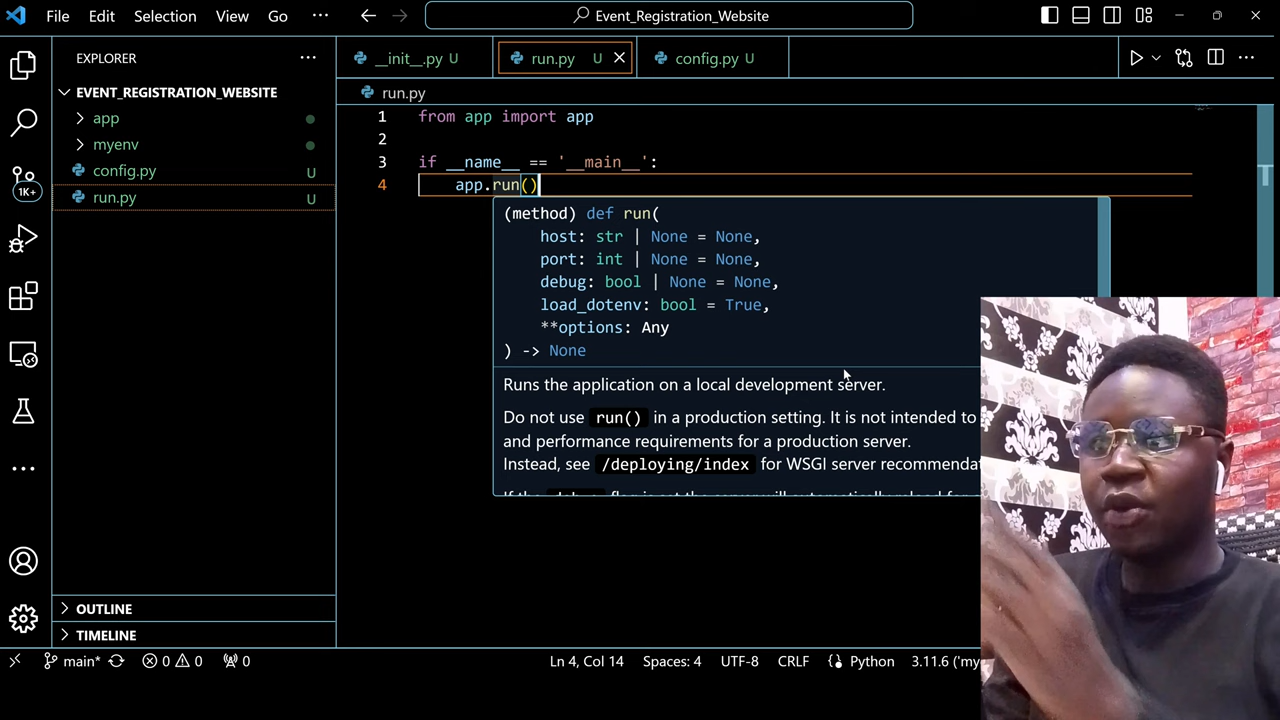 File Edit Selection View Go ··· Event_Registration_Website
EXPLORER ···
EVENT_REGISTRATION_WEBSITE
app
myenv
config.py U
run.py U
OUTLINE
TIMELINE
__init__.py U run.py U config.py U
run.py
1 from app import app
2
3 if __name__ == '__main__':
4 app.run()
(method) def run(
host: str | None = None,
port: int | None = None,
debug: bool | None = None,
load_dotenv: bool = True,
**options: Any
) -> None
Runs the application on a local development server.
Do not use run() in a production setting. It is not intended to
and performance requirements for a production server.
Instead, see /deploying/index for WSGI server
1K+
main* 0 0 0 Ln 4, Col 14 Spaces: 4 UTF-8 CRLF Python 3.11.6 ('my